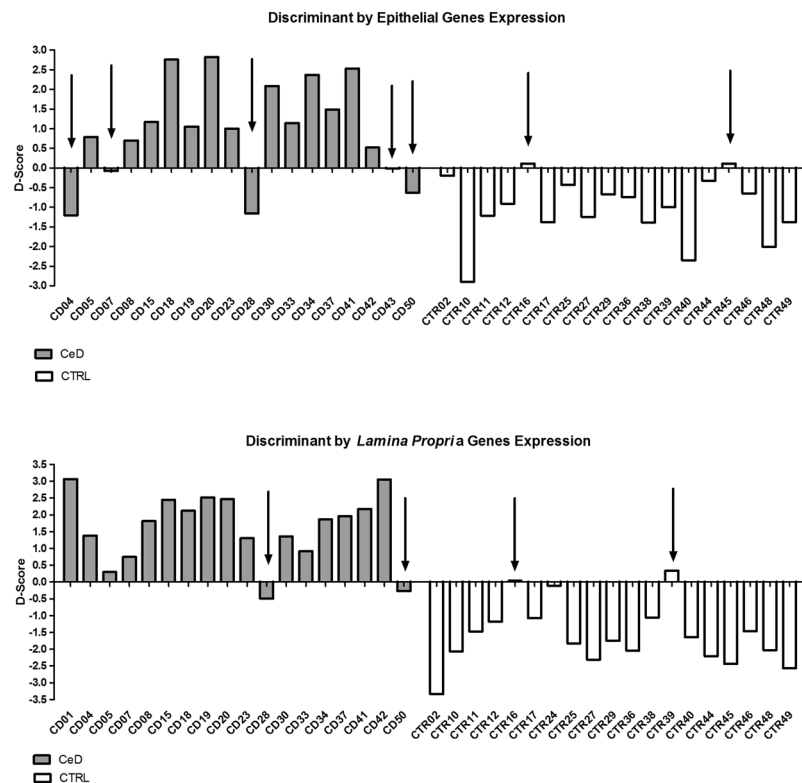 Discriminant by Epithelial Genes Expression
3.0
2.5
2.0
1.5
1.0
0.5
0.0
-0.5
-1.0
-1.5
-2.0
-2.5
-3.0
D-Score
CD04 CD05 CD07 CD08 CD15 CD18 CD19 CD20 CD23 CD28 CD30 CD33 CD34 CD37 CD41 CD42 CD43 CD50 CTR02 CTR10 CTR11 CTR12 CTR16 CTR17 CTR25 CTR27 CTR29 CTR36 CTR38 CTR39 CTR40 CTR44 CTR45 CTR46 CTR48 CTR49
CeD
CTRL
Discriminant by Lamina Propria Genes Expression
3.5
3.0
2.5
2.0
1.5
1.0
0.5
0.0
-0.5
-1.0
-1.5
-2.0
-2.5
-3.0
-3.5
D-Score
CD01 CD04 CD05 CD07 CD08 CD15 CD18 CD19 CD20 CD23 CD28 CD30 CD33 CD34 CD37 CD41 CD42 CD50 CTR02 CTR10 CTR11 CTR12 CTR16 CTR17 CTR24 CTR25 CTR27 CTR29 CTR36 CTR38 CTR39 CTR40 CTR44 CTR45 CTR46 CTR48 CTR49
CeD
CTRL